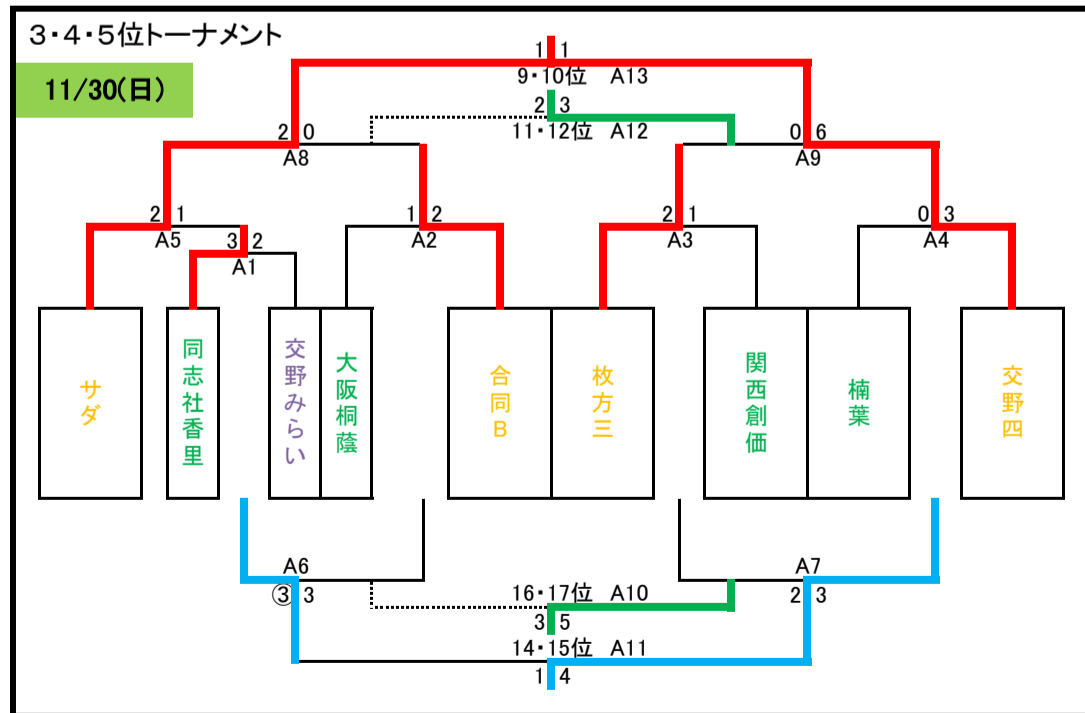 3・4・5位トーナメント
11/30(日)
1 1
9・10位 A13
2 3
11・12位 A12
2 0
A8
0 6
A9
2 1
A5
1 2
A2
2 1
A3
0 3
A4
3 2
A1
サダ
同志社香里
交野みらい
大阪桐蔭
合同B
枚方三
関西創価
楠葉
交野四
A6
③ 3
A7
2 3
16・17位 A10
3 5
14・15位 A11
1 4